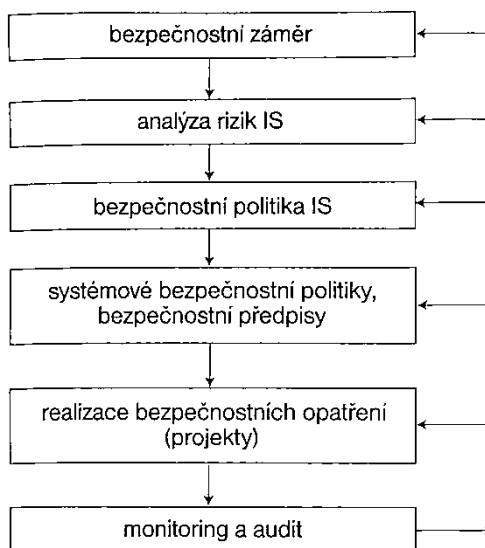 bezpečnostní záměr
analýza rizik IS
bezpečnostní politika IS
systémové bezpečnostní politiky,
bezpečnostní předpisy
realizace bezpečnostních opatření
(projekty)
monitoring a audit